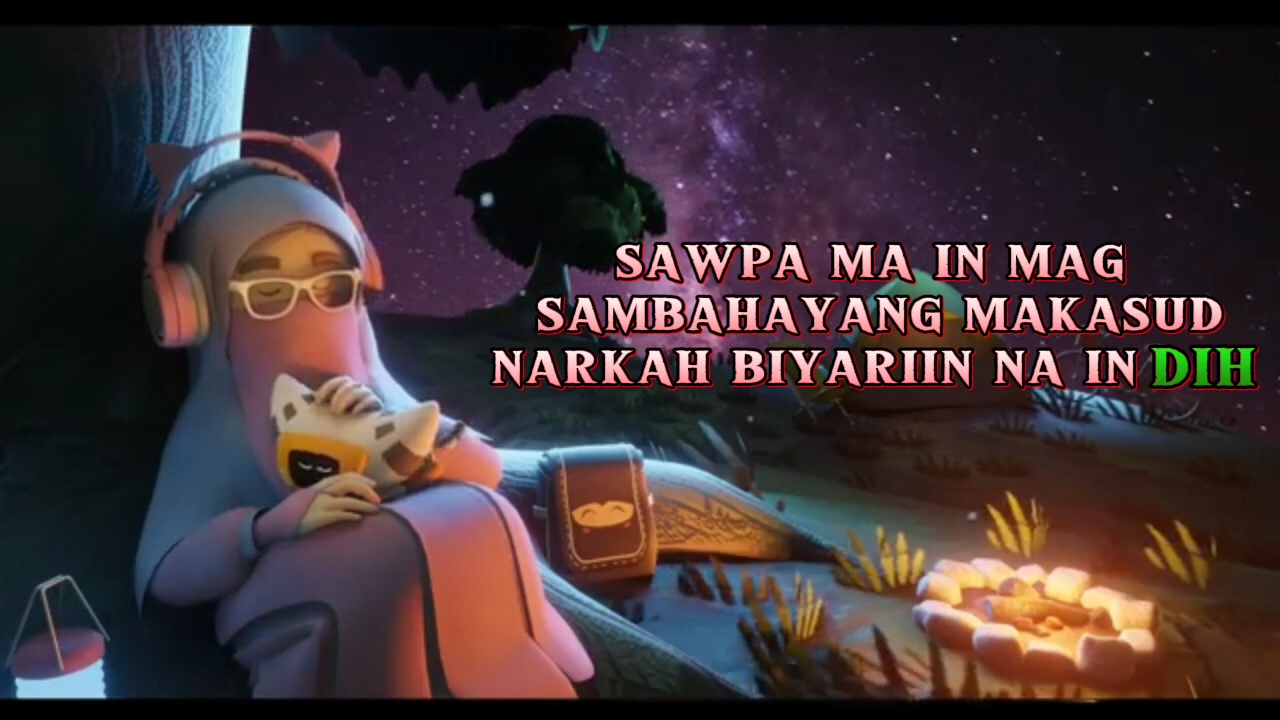 SAWPA MA IN MAG
SAMBAHAYANG MAKASUD
NARKAH BIYARIIN NA IN DIH